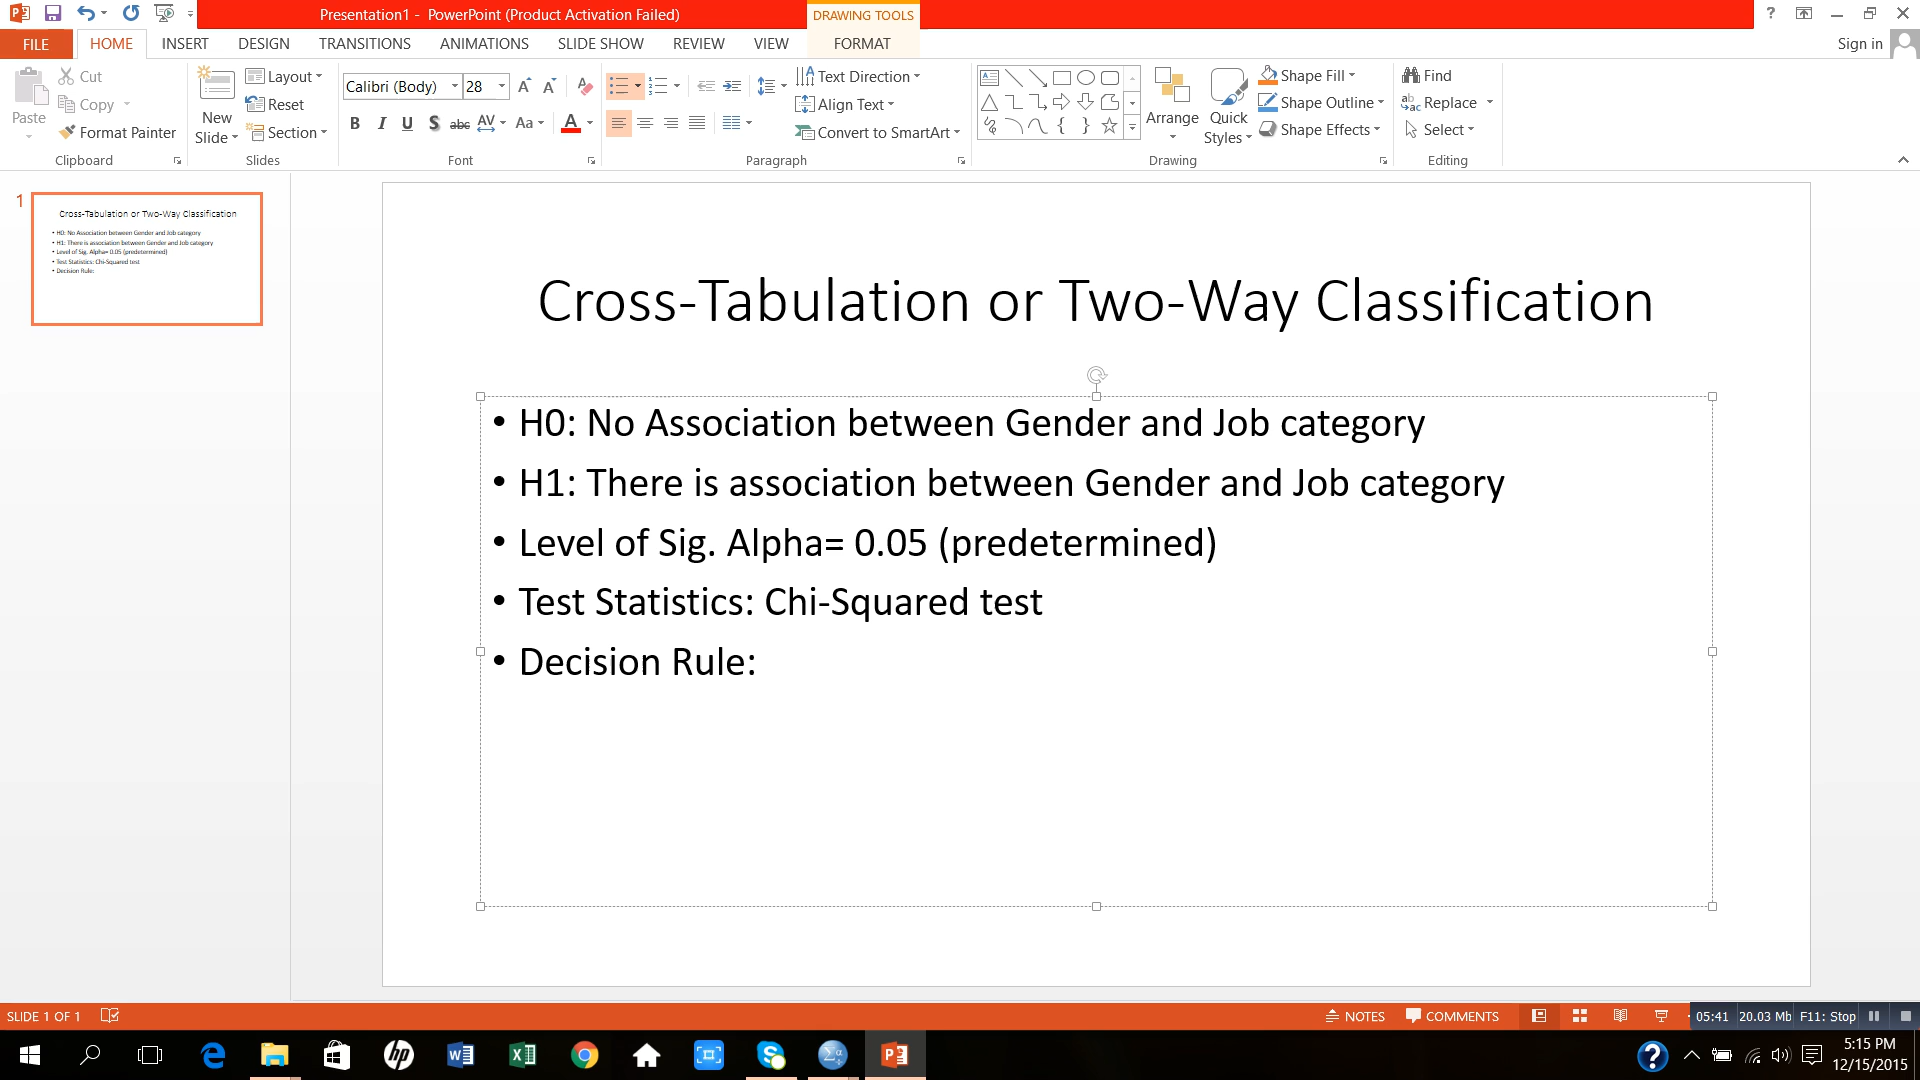 Presentation1 - PowerPoint (Product Activation Failed)
DRAWING TOOLS
?
FILE HOME INSERT DESIGN TRANSITIONS ANIMATIONS SLIDE SHOW REVIEW VIEW FORMAT
Sign in
Paste
Cut
Copy
Format Painter
Clipboard
New Slide
Layout
Reset
Section
Slides
Calibri (Body) 28
B I U S abc AV Aa A
Font
Text Direction
Align Text
Convert to SmartArt
Paragraph
Arrange
Quick Styles
Shape Fill
Shape Outline
Shape Effects
Drawing
Find
Replace
Select
Editing
1
Cross-Tabulation or Two-Way Classification
• H0: No Association between Gender and Job category
• H1: There is association between Gender and Job category
• Level of Sig. Alpha= 0.05 (predetermined)
• Test Statistics: Chi-Squared test
• Decision Rule:
Cross-Tabulation or Two-Way Classification
• H0: No Association between Gender and Job category
• H1: There is association between Gender and Job category
• Level of Sig. Alpha= 0.05 (predetermined)
• Test Statistics: Chi-Squared test
• Decision Rule:
SLIDE 1 OF 1
NOTES COMMENTS
05:41 20.03 Mb F11: Stop
5:15 PM
12/15/2015